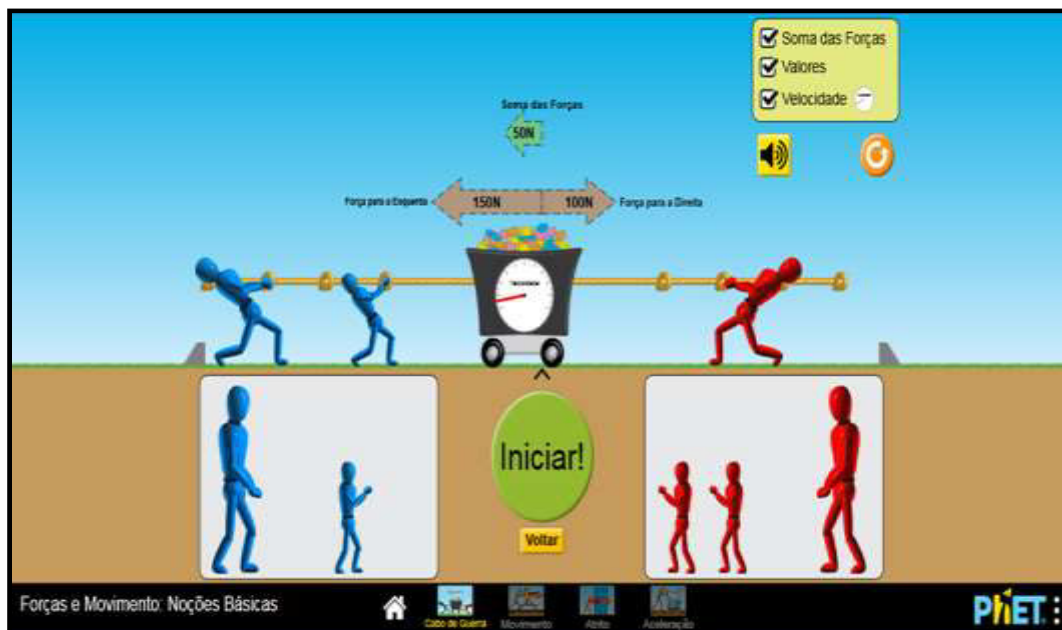 Soma das Forças
Valores
Velocidade
Soma das Forças
50N
Força para a Esquerda
150N
100N
Força para a Direita
Iniciar!
Voltar
Forças e Movimento: Noções Básicas
Cabo de Guerra
Movimento
Atrito
Aceleração
PhET